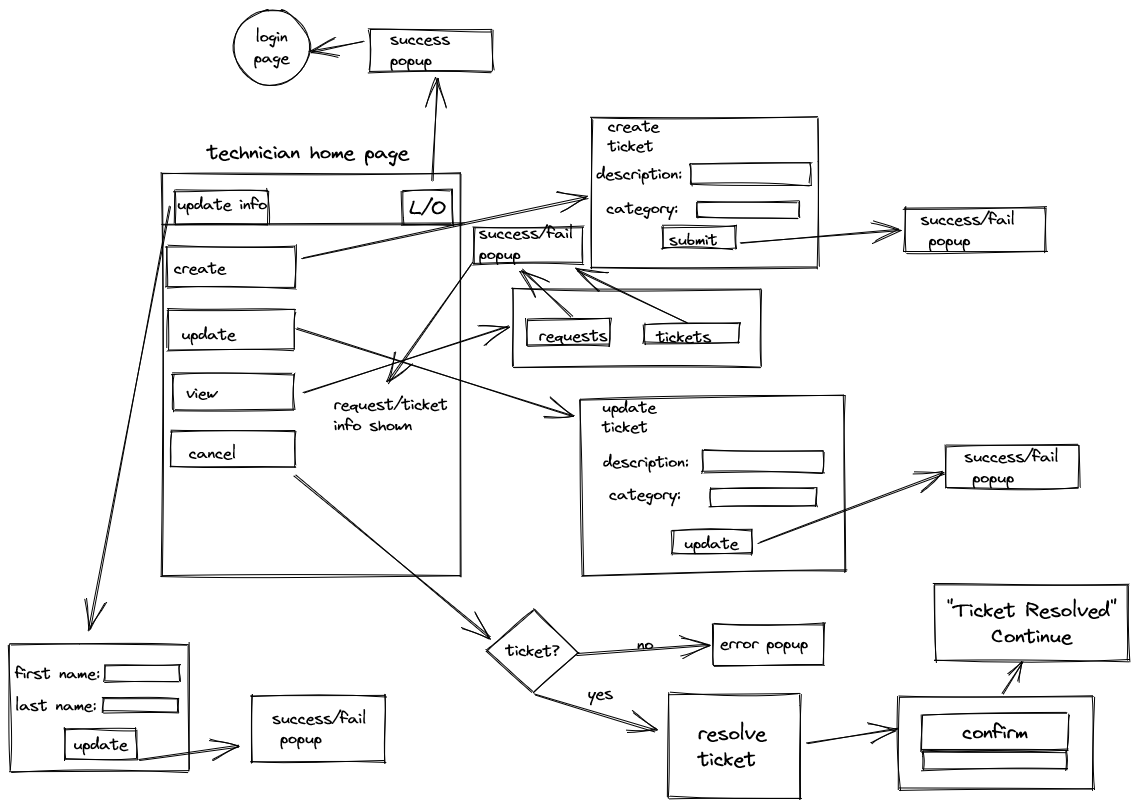 login
page
success
popup
technician home page
update info
L/O
create
update
view
cancel
request/ticket
info shown
success/fail
popup
create
ticket
description:
category:
submit
success/fail
popup
requests
tickets
update
ticket
description:
category:
update
success/fail
popup
first name:
last name:
update
success/fail
popup
ticket?
no
error popup
yes
resolve
ticket
confirm
"Ticket Resolved"
Continue